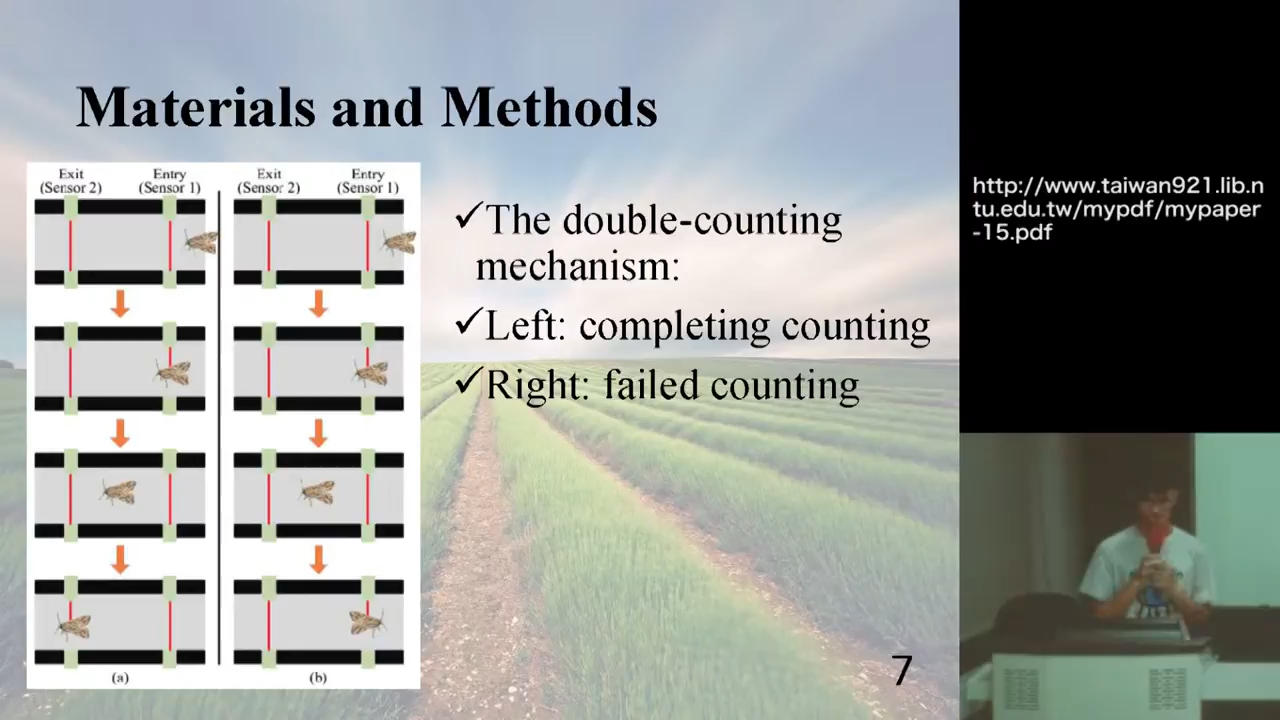 Materials and Methods
Exit
(Sensor 2)
Entry
(Sensor 1)
Exit
(Sensor 2)
Entry
(Sensor 1)
(a)
(b)
✓The double-counting
mechanism:
✓Left: completing counting
✓Right: failed counting
7
http://www.taiwan921.lib.n
tu.edu.tw/mypdf/mypaper
-15.pdf